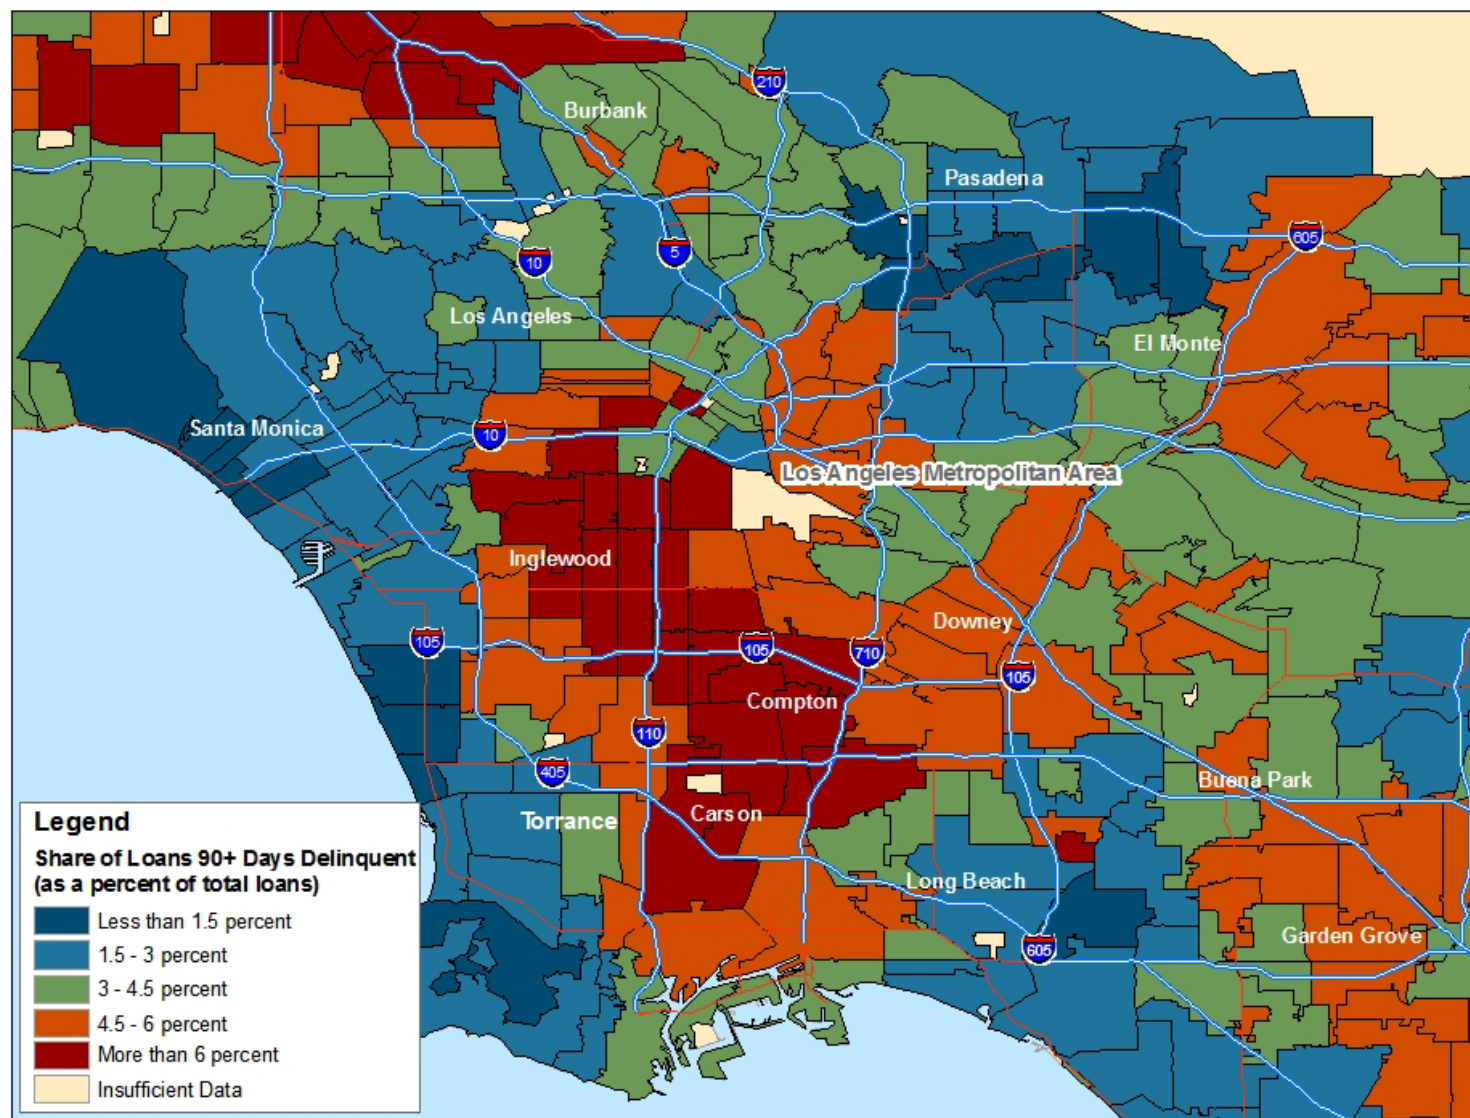 210
Burbank
Pasadena
605
10
5
Los Angeles
El Monte
Santa Monica
10
Los Angeles Metropolitan Area
Inglewood
Downey
105
105
710
105
Compton
110
405
Buena Park
Carson
Torrance
Long Beach
Garden Grove
605
Legend
Share of Loans 90+ Days Delinquent
(as a percent of total loans)
Less than 1.5 percent
1.5 - 3 percent
3 - 4.5 percent
4.5 - 6 percent
More than 6 percent
Insufficient Data